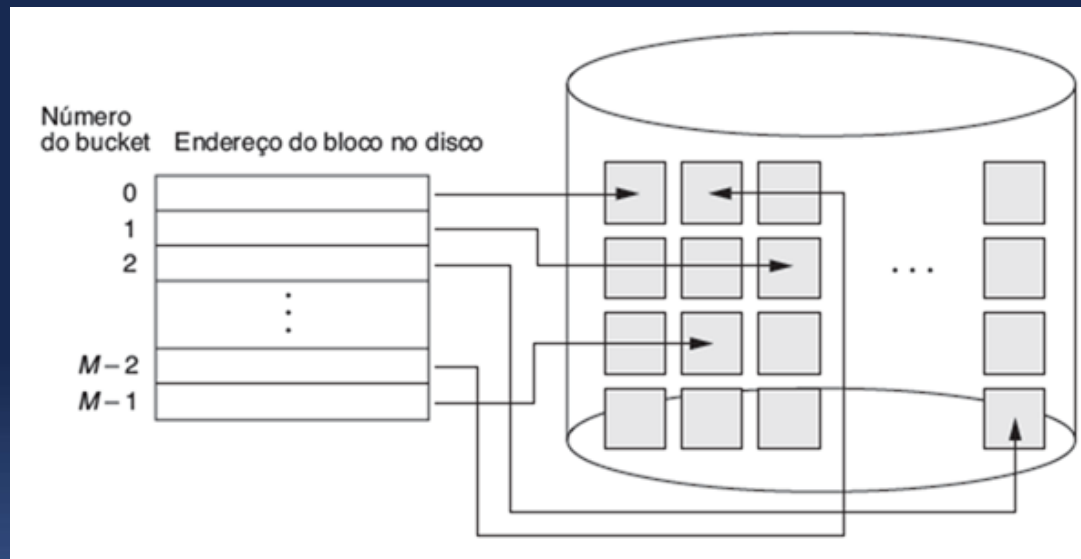 Número
do bucket Endereço do bloco no disco
0
1
2
⋮
M−2
M−1
...